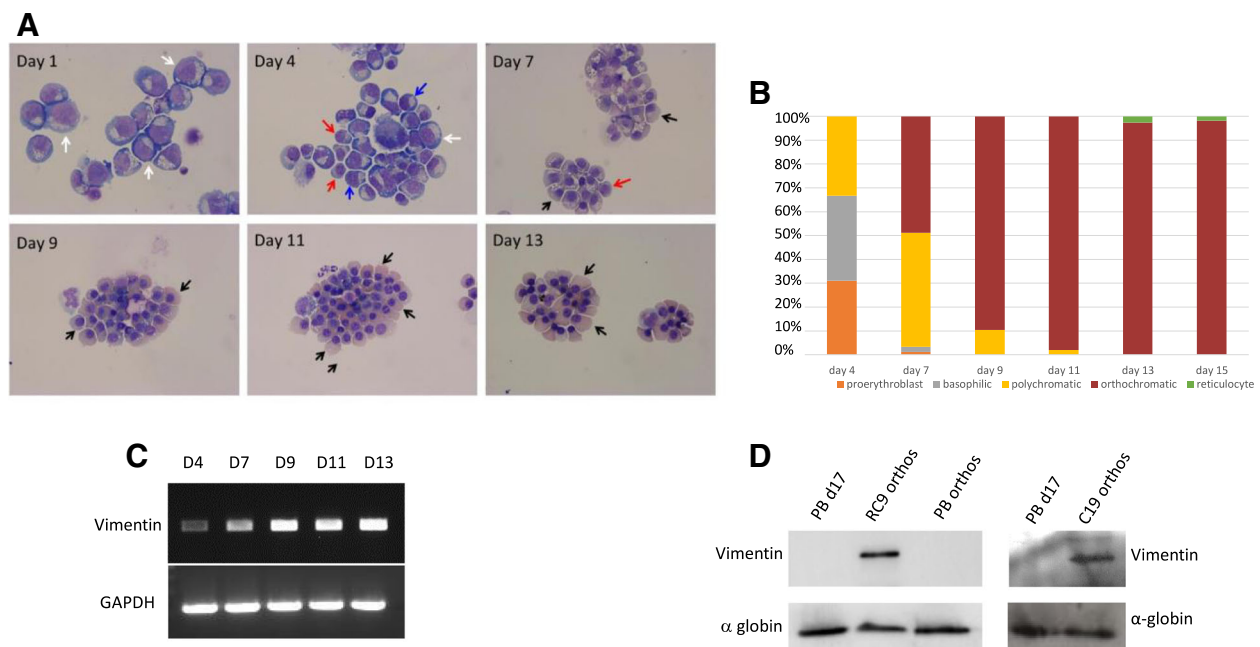 A
Day 1
Day 4
Day 7
Day 9
Day 11
Day 13
B
100%
90%
80%
70%
60%
50%
40%
30%
20%
10%
0%
day 4 day 7 day 9 day 11 day 13 day 15
proerythroblast basophilic polychromatic orthochromatic reticulocyte
C
D4 D7 D9 D11 D13
Vimentin
GAPDH
D
PB d17
RC9 orthos
PB orthos
PB d17
C19 orthos
Vimentin
Vimentin
α globin
α-globin